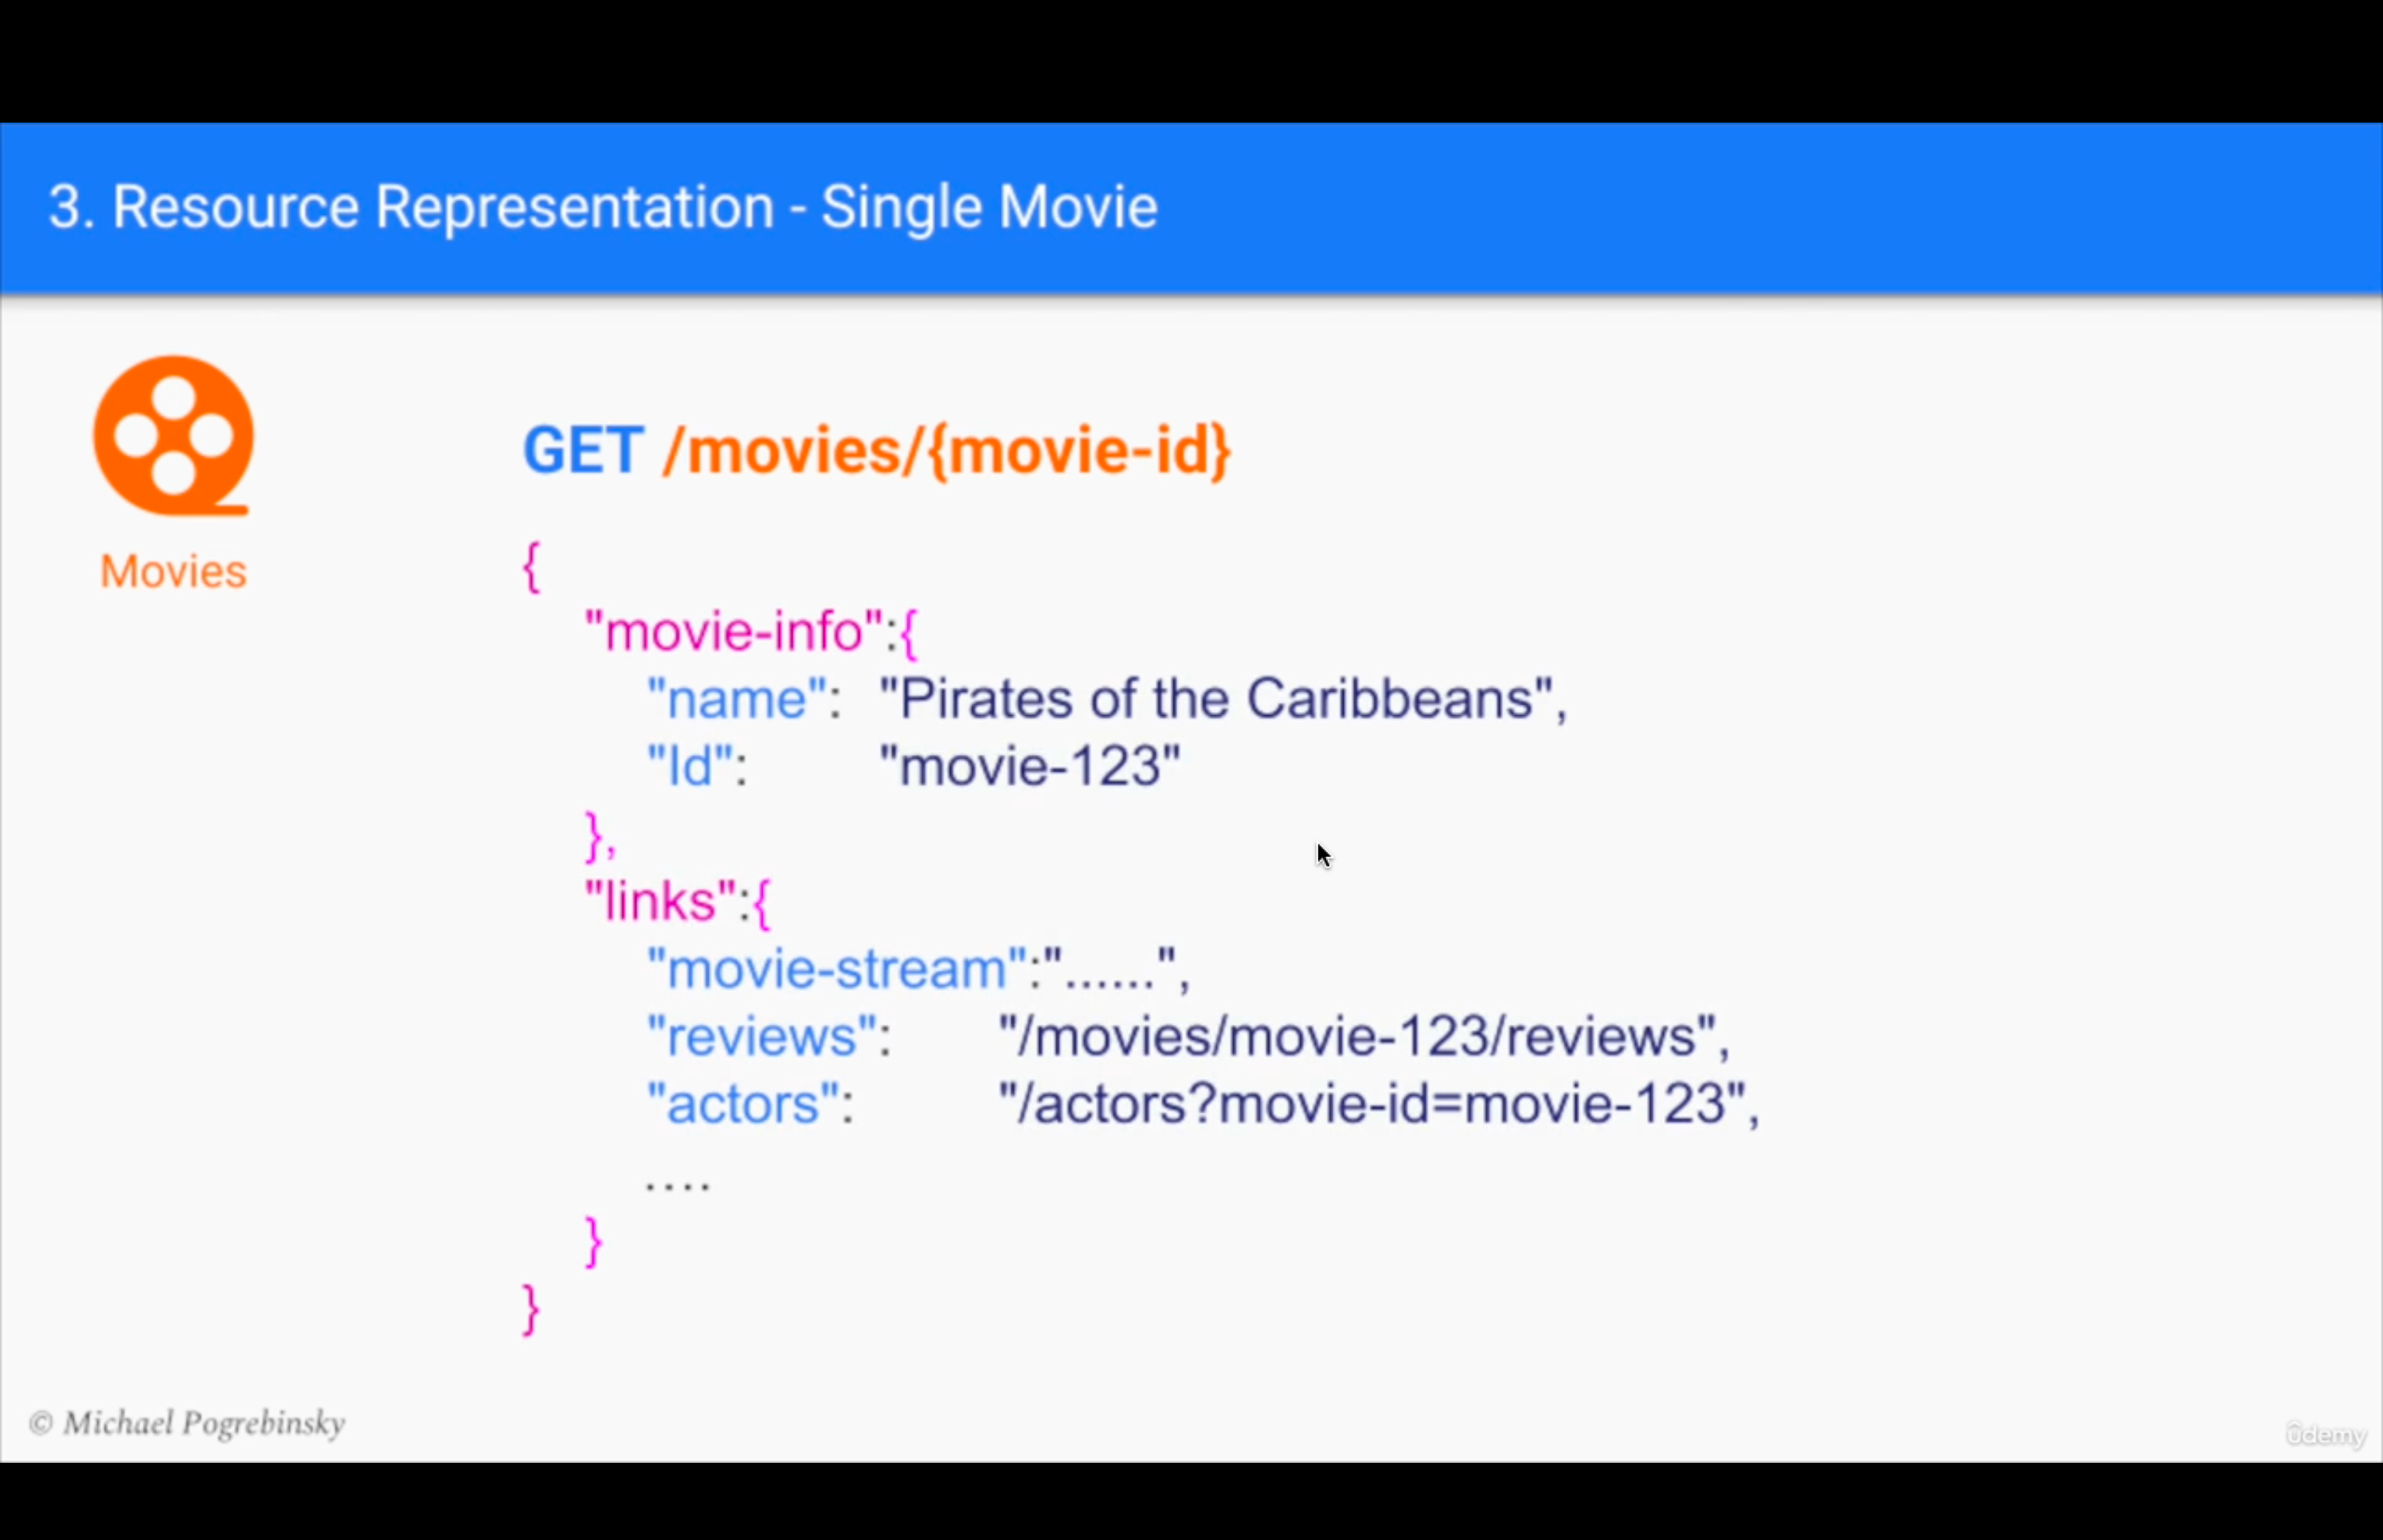 3. Resource Representation - Single Movie
Movies
GET /movies/{movie-id}
{
"movie-info":{
"name": "Pirates of the Caribbeans",
"Id": "movie-123"
},
"links":{
"movie-stream":"......",
"reviews": "/movies/movie-123/reviews",
"actors": "/actors?movie-id=movie-123",
....
}
}
© Michael Pogrebinsky
ûdemy